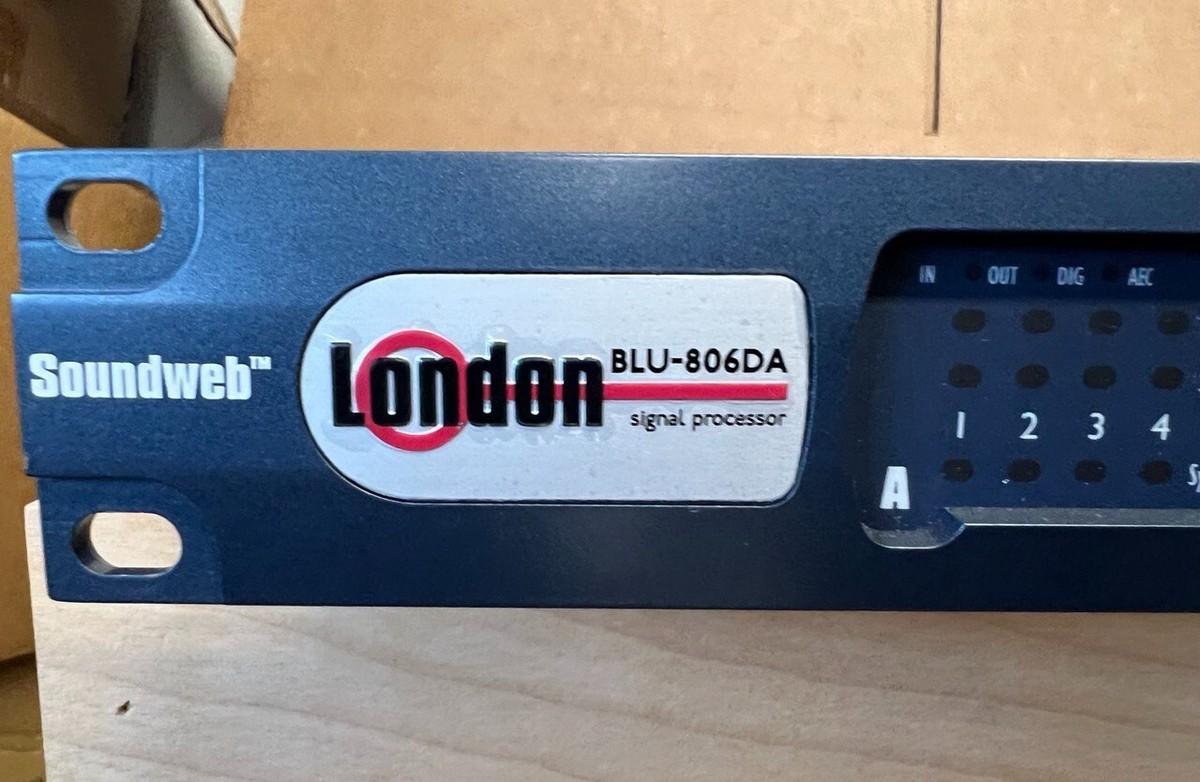 Soundweb™
London
BLU-806DA
signal processor
IN OUT DIG AEC
1 2 3 4
A